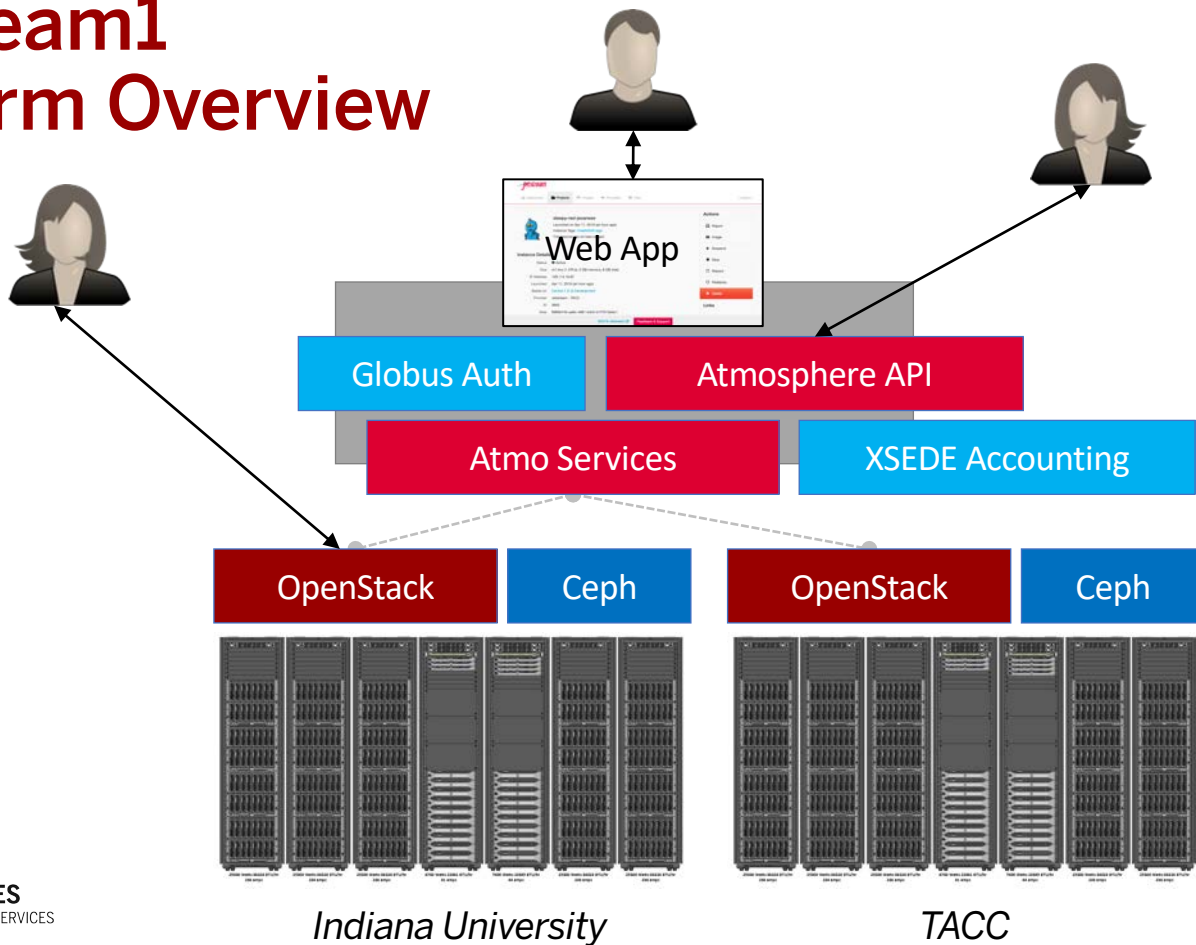 eam1
rm Overview
Web App
Actions
Globus Auth
Atmosphere API
Atmo Services
XSEDE Accounting
OpenStack
Ceph
OpenStack
Ceph
ES
ERVICES
Indiana University
TACC